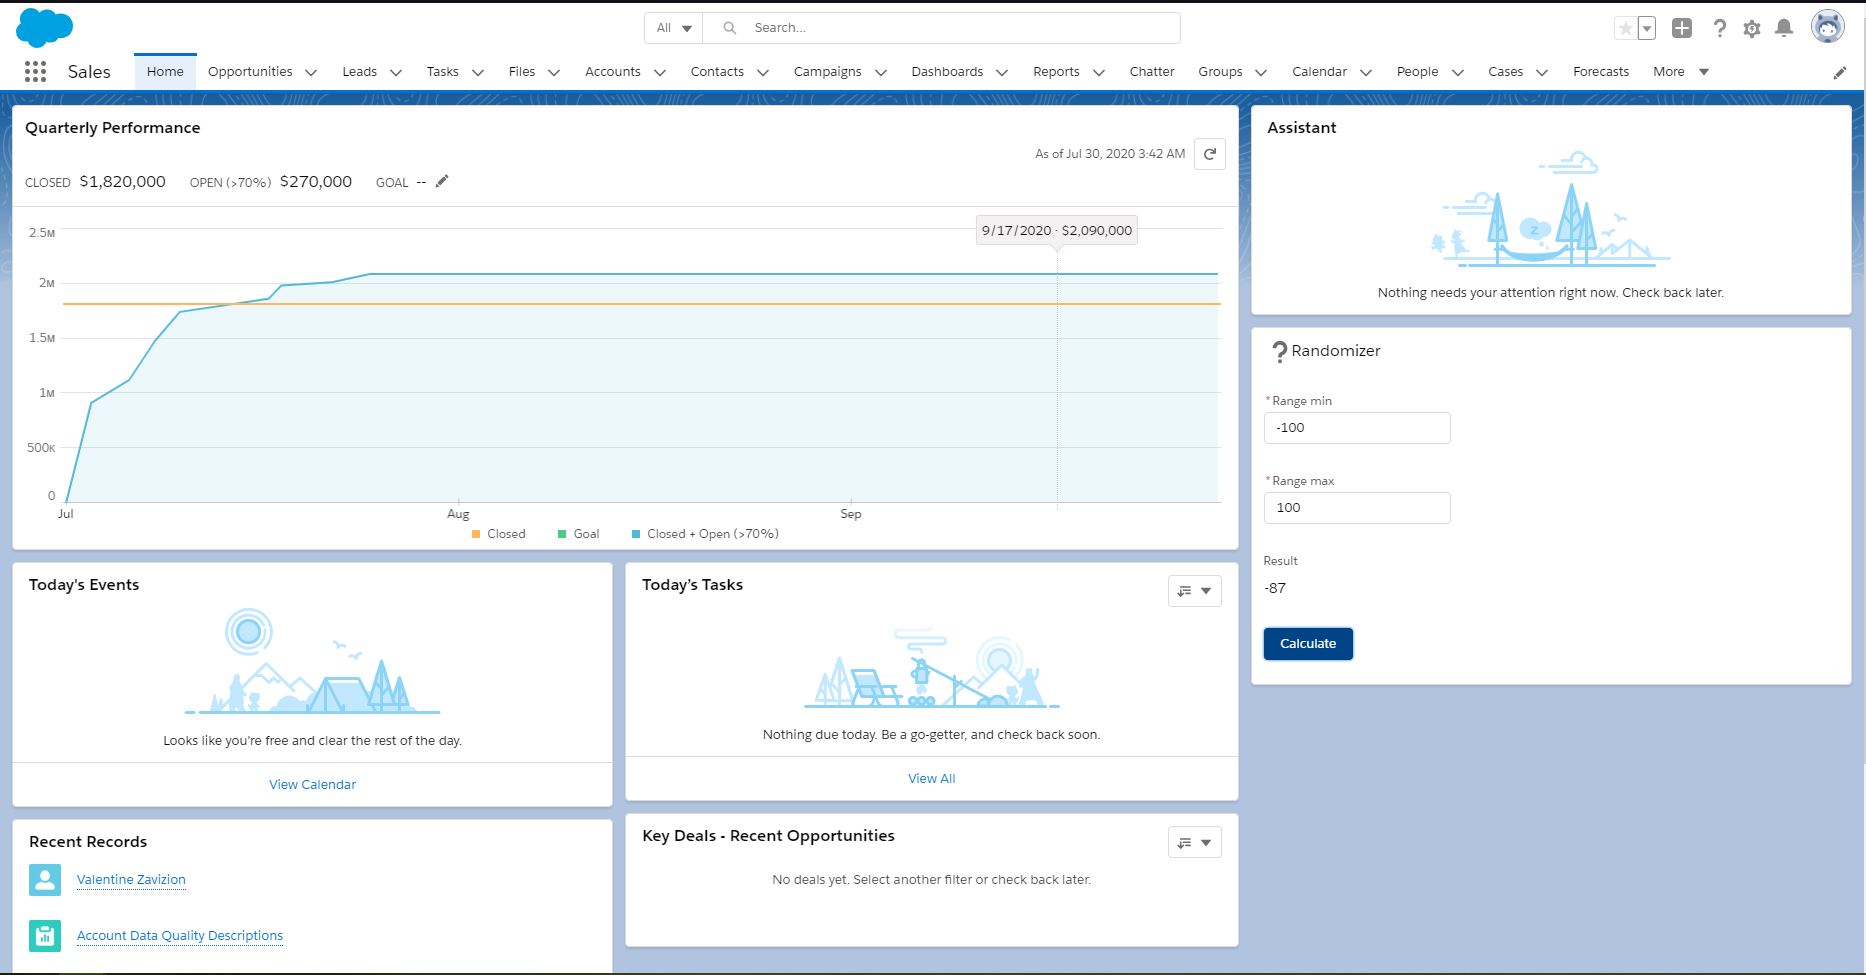 All
Search...
Sales
Home
Opportunities
Leads
Tasks
Files
Accounts
Contacts
Campaigns
Dashboards
Reports
Chatter
Groups
Calendar
People
Cases
Forecasts
More
Quarterly Performance
As of Jul 30, 2020 3:42 AM
CLOSED $1,820,000 OPEN (>70%) $270,000 GOAL --
9/17/2020 · $2,090,000
2.5M
2M
1.5M
1M
500K
0
Jul Aug Sep
Closed Goal Closed + Open (>70%)
Assistant
z
Nothing needs your attention right now. Check back later.
? Randomizer
* Range min
-100
* Range max
100
Result
-87
Calculate
Today's Events
Looks like you're free and clear the rest of the day.
View Calendar
Today’s Tasks
Nothing due today. Be a go-getter, and check back soon.
View All
Recent Records
Valentine Zavizion
Account Data Quality Descriptions
Key Deals - Recent Opportunities
No deals yet. Select another filter or check back later.